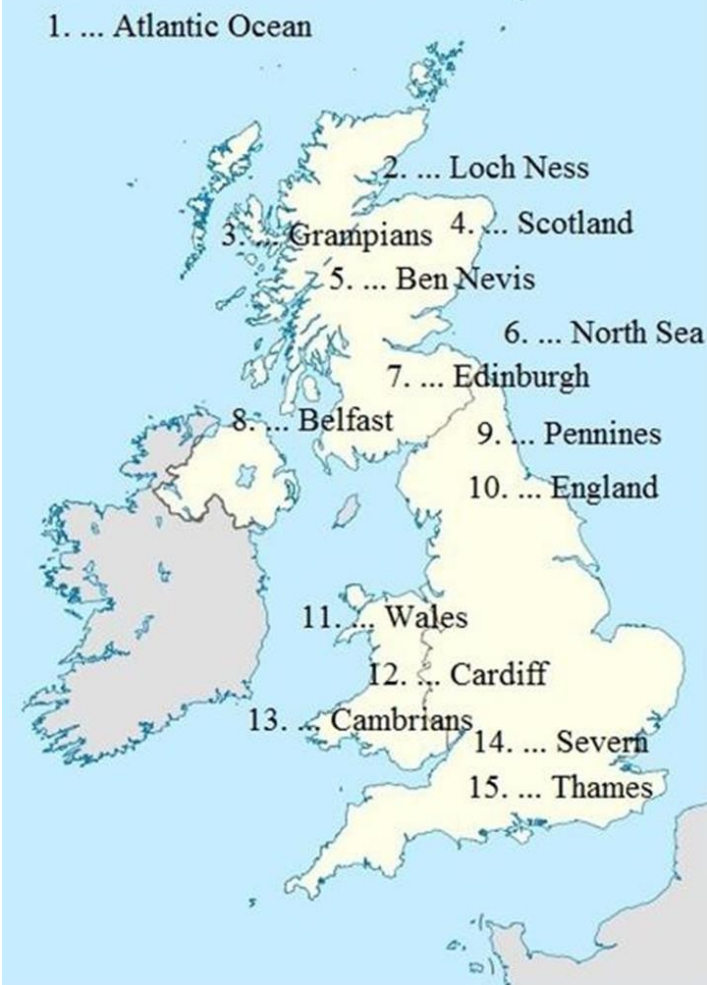 1. ... Atlantic Ocean
2. ... Loch Ness
3. ... Grampians
4. ... Scotland
5. ... Ben Nevis
6. ... North Sea
7. ... Edinburgh
8. ... Belfast
9. ... Pennines
10. ... England
11. ... Wales
12. ... Cardiff
13. ... Cambrians
14. ... Severn
15. ... Thames